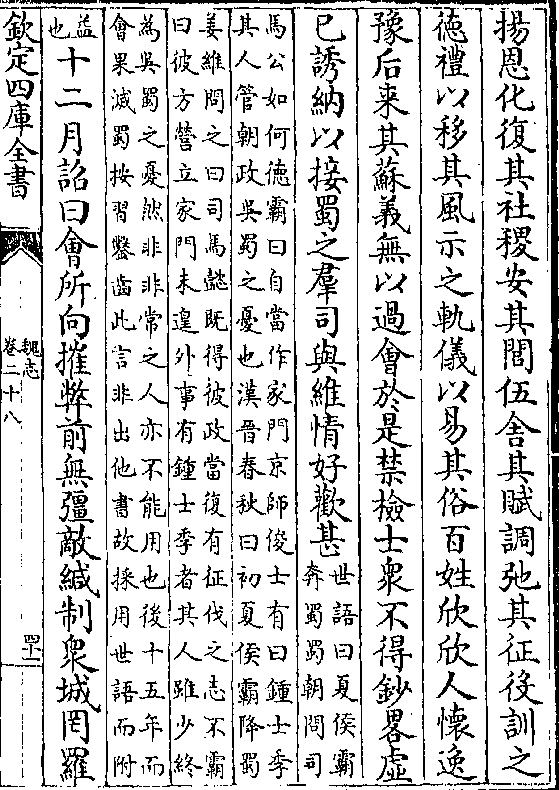 揚恩化復其社稷安其閭伍舍其賦調弛其征役訓之
德禮以移其風示之軌儀以易其俗百姓欣欣人懷逸
豫后来其蘇義無以過會於是禁檢士衆不得鈔畧虛
已誘納以接蜀之羣司與維情好歡甚世語曰夏侯霸
奔蜀蜀朝問司
馬公如何德霸曰自當作家門京師俊士有曰鍾士季
其人管朝政吳蜀之憂也漢晉春秋曰初夏侯霸降蜀
姜維問之曰司馬懿既得彼政當復有征伐之志不霸
曰彼方營立家門未遑外事有鍾士季者其人雖少終
為吳蜀之憂然非非常之人亦不能用也後十五年而
會果滅蜀按習鑿齒此言非出他書故採用世語而附
益
也
十二月詔曰會所向摧弊前無彊敵緘制衆城罔羅
欽定四庫全書
魏志
卷二十八
四十一